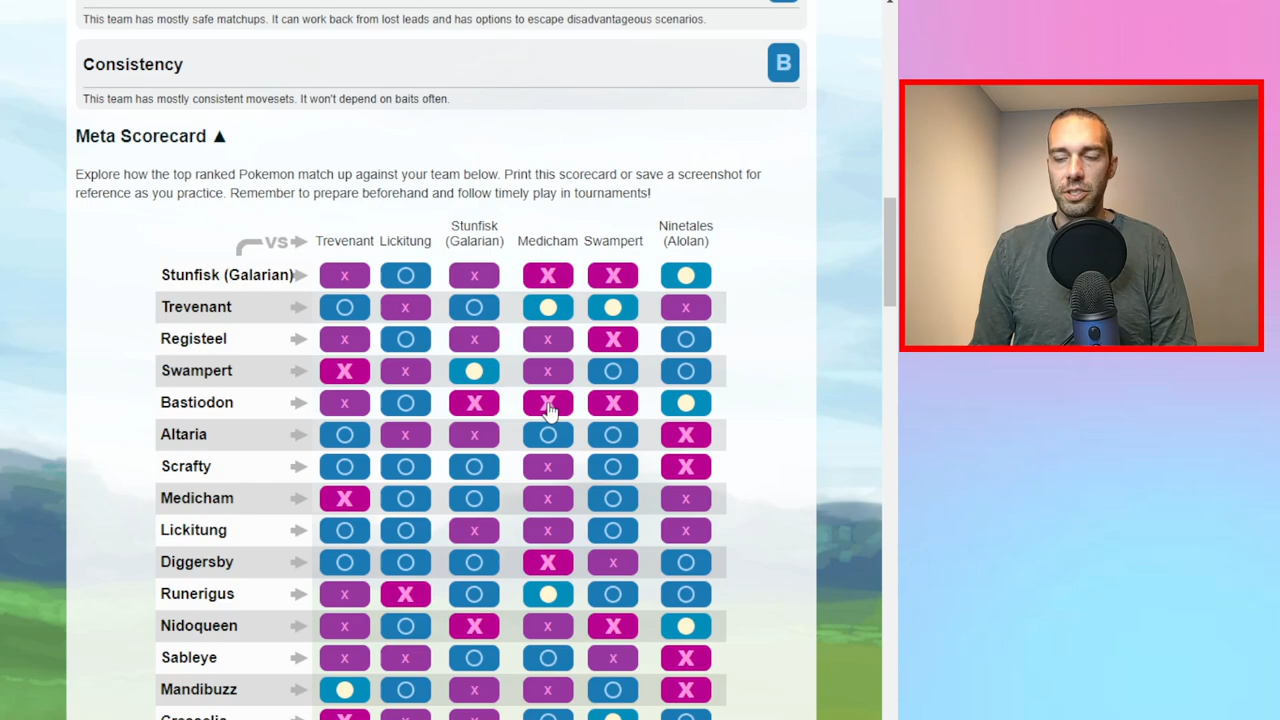 This team has mostly safe matchups. It can work back from lost leads and has options to escape disadvantageous scenarios.
Consistency
B
This team has mostly consistent movesets. It won't depend on baits often.
Meta Scorecard ▲
Explore how the top ranked Pokemon match up against your team below. Print this scorecard or save a screenshot for
reference as you practice. Remember to prepare beforehand and follow timely play in tournaments!
VS Trevenant Lickitung Stunfisk (Galarian) Medicham Swampert Ninetales (Alolan)
Stunfisk (Galarian) x O x X X
Trevenant O x O x
Registeel x O x x X O
Swampert X x x O O
Bastiodon x O X X X
Altaria O x x O O X
Scrafty O O O x O X
Medicham X O O x O x
Lickitung O O x x O x
Diggersby O O O X x O
Runerigus x X O O O
Nidoqueen x O X x X
Sableye x x O O x X
Mandibuzz O x x O X